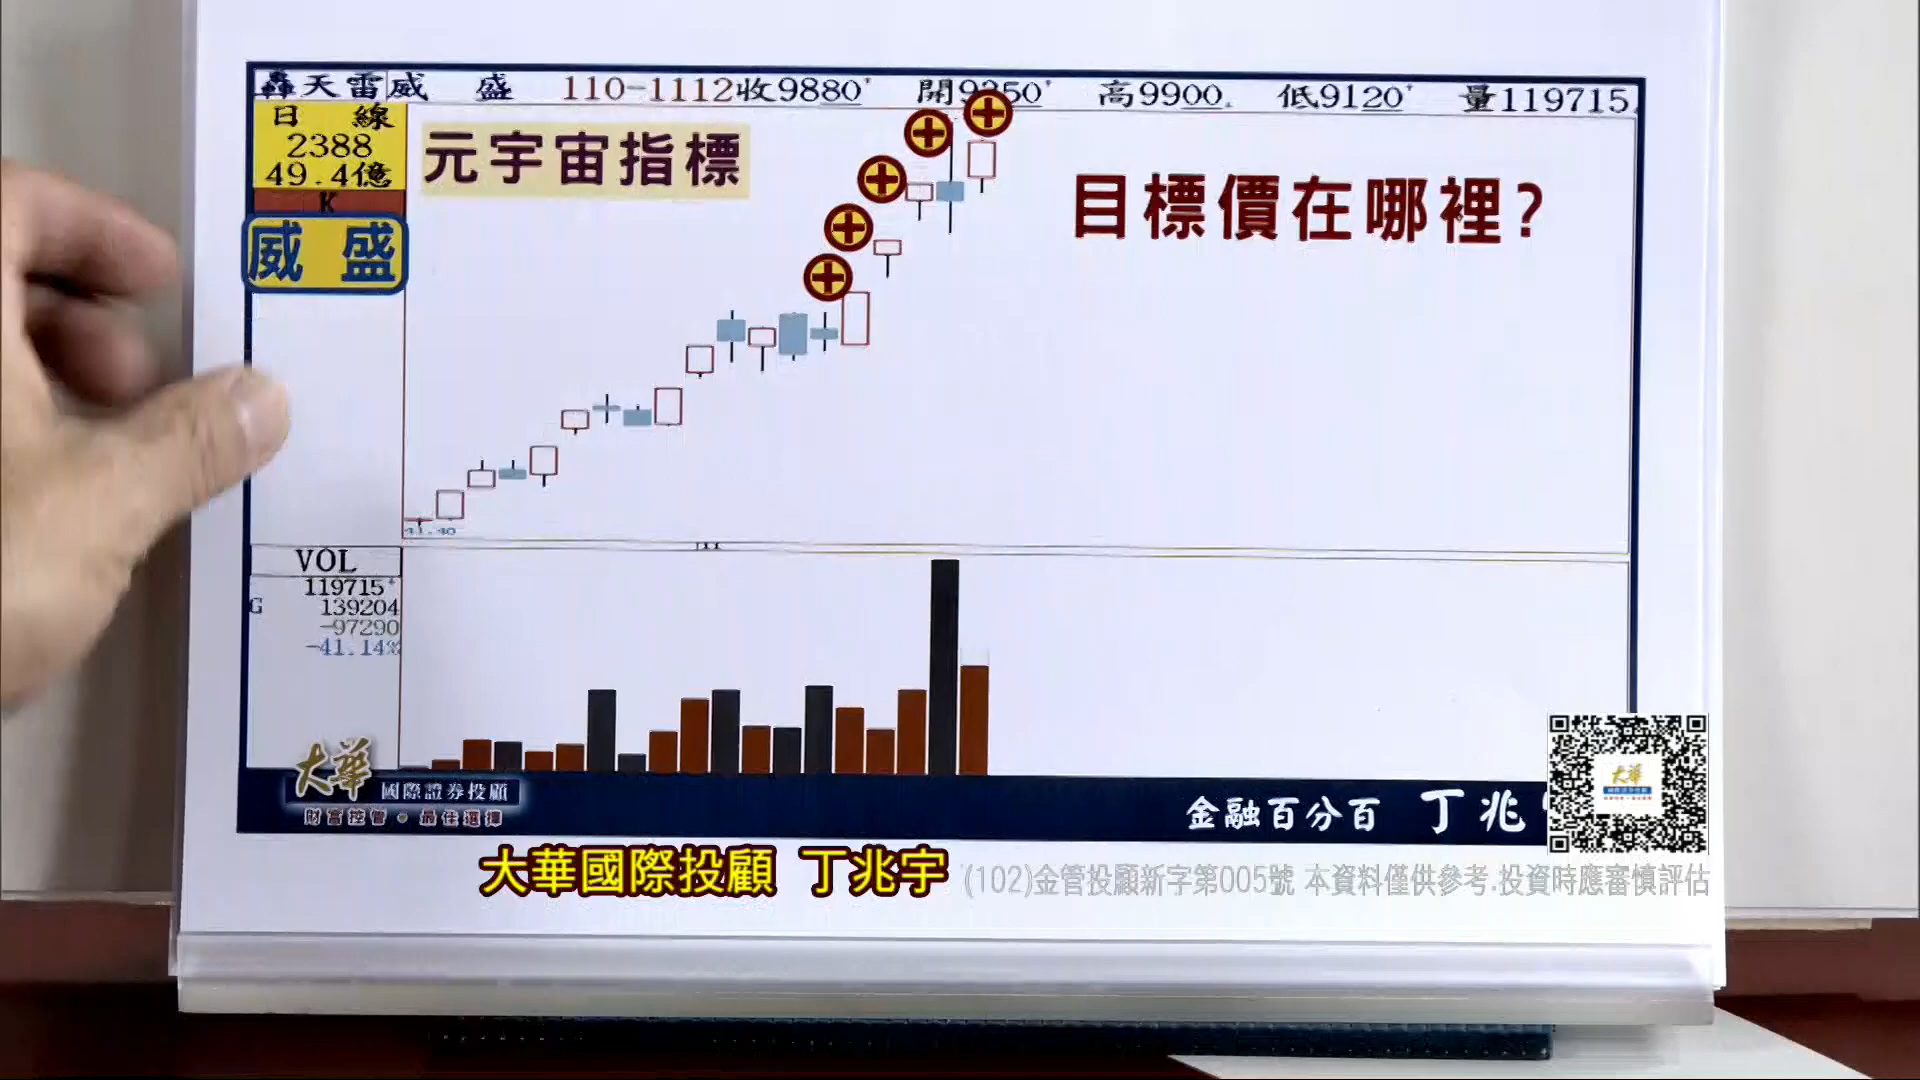 轟天雷威 盛 110-1112收9880 開9350 高9900 低9120 量119715
日 線
2388
49.4億
K
威 盛
元宇宙指標
目標價在哪裡?
41.40
VOL
119715
G 139204
-97290
-41.14%
大華
國際證券投顧
財富控管 • 最佳選擇
金融百分百 丁兆
大華國際投顧 丁兆宇
(102)金管投顧新字第005號 本資料僅供參考.投資時應審慎評估
大華